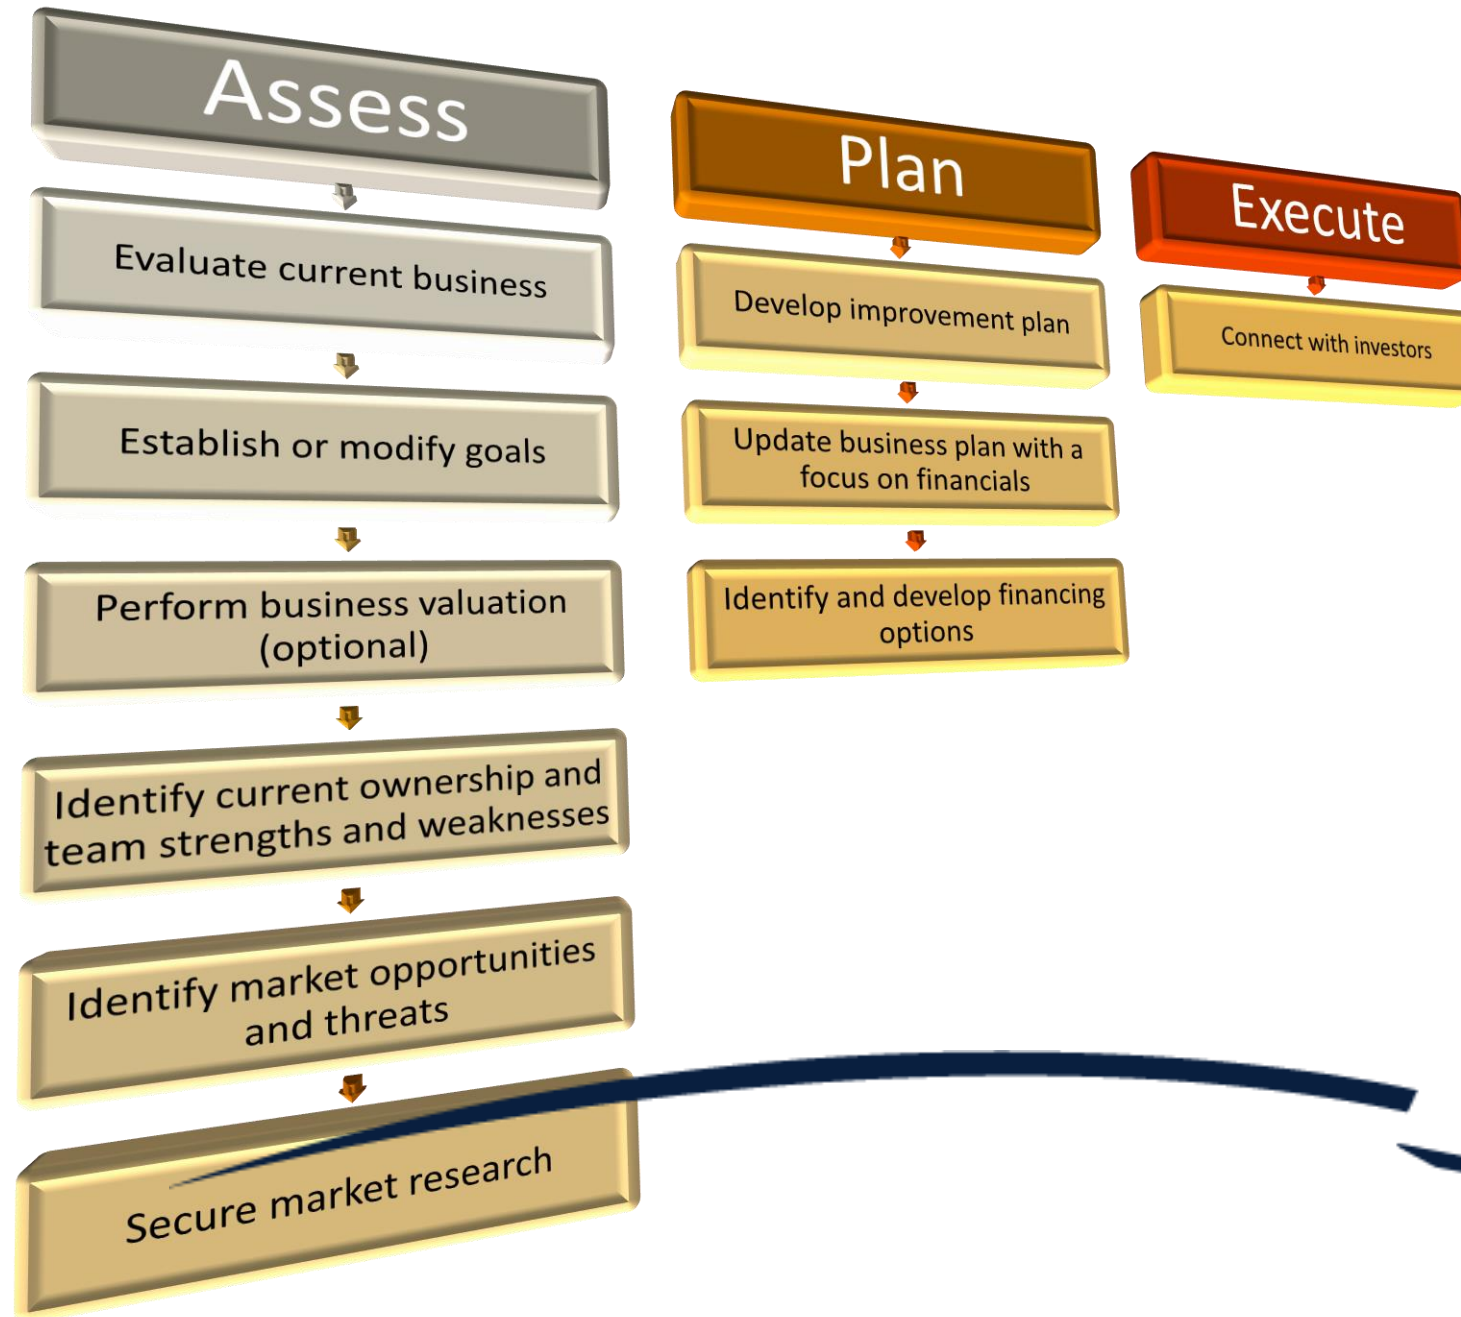 Assess
Evaluate current business
Establish or modify goals
Perform business valuation
(optional)
Identify current ownership and
team strengths and weaknesses
Identify market opportunities
and threats
Secure market research
Plan
Develop improvement plan
Update business plan with a
focus on financials
Identify and develop financing
options
Execute
Connect with investors